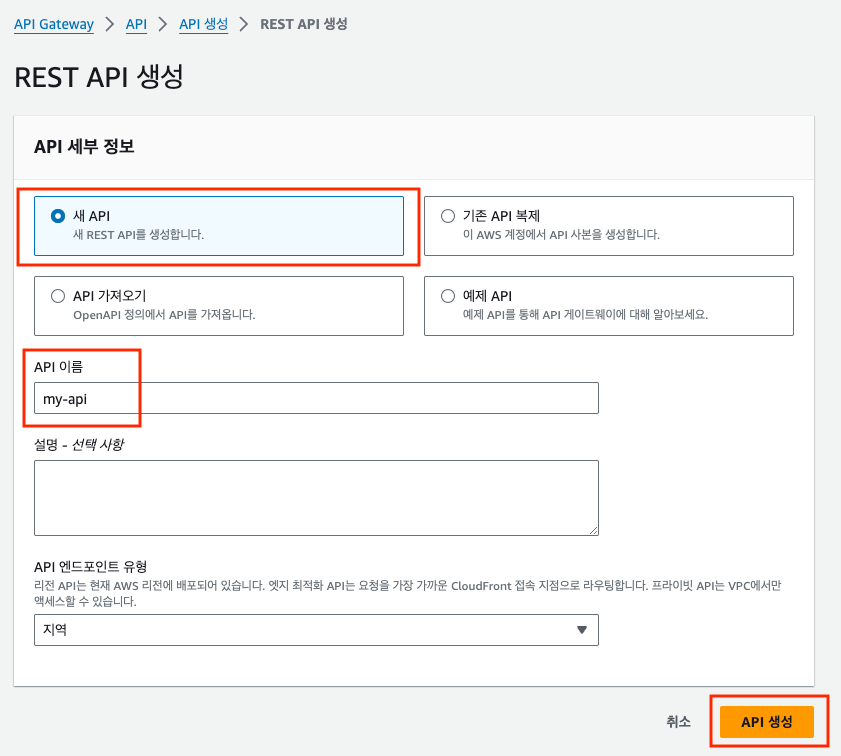 API Gateway > API > API 생성 > REST API 생성
REST API 생성
API 세부 정보
새 API
새 REST API를 생성합니다.
기존 API 복제
이 AWS 계정에서 API 사본을 생성합니다.
API 가져오기
OpenAPI 정의에서 API를 가져옵니다.
예제 API
예제 API를 통해 API 게이트웨이에 대해 알아보세요.
API 이름
my-api
설명 - 선택 사항
API 엔드포인트 유형
리전 API는 현재 AWS 리전에 배포되어 있습니다. 엣지 최적화 API는 요청을 가장 가까운 CloudFront 접속 지점으로 라우팅합니다. 프라이빗 API는 VPC에서만
액세스할 수 있습니다.
지역
취소
API 생성